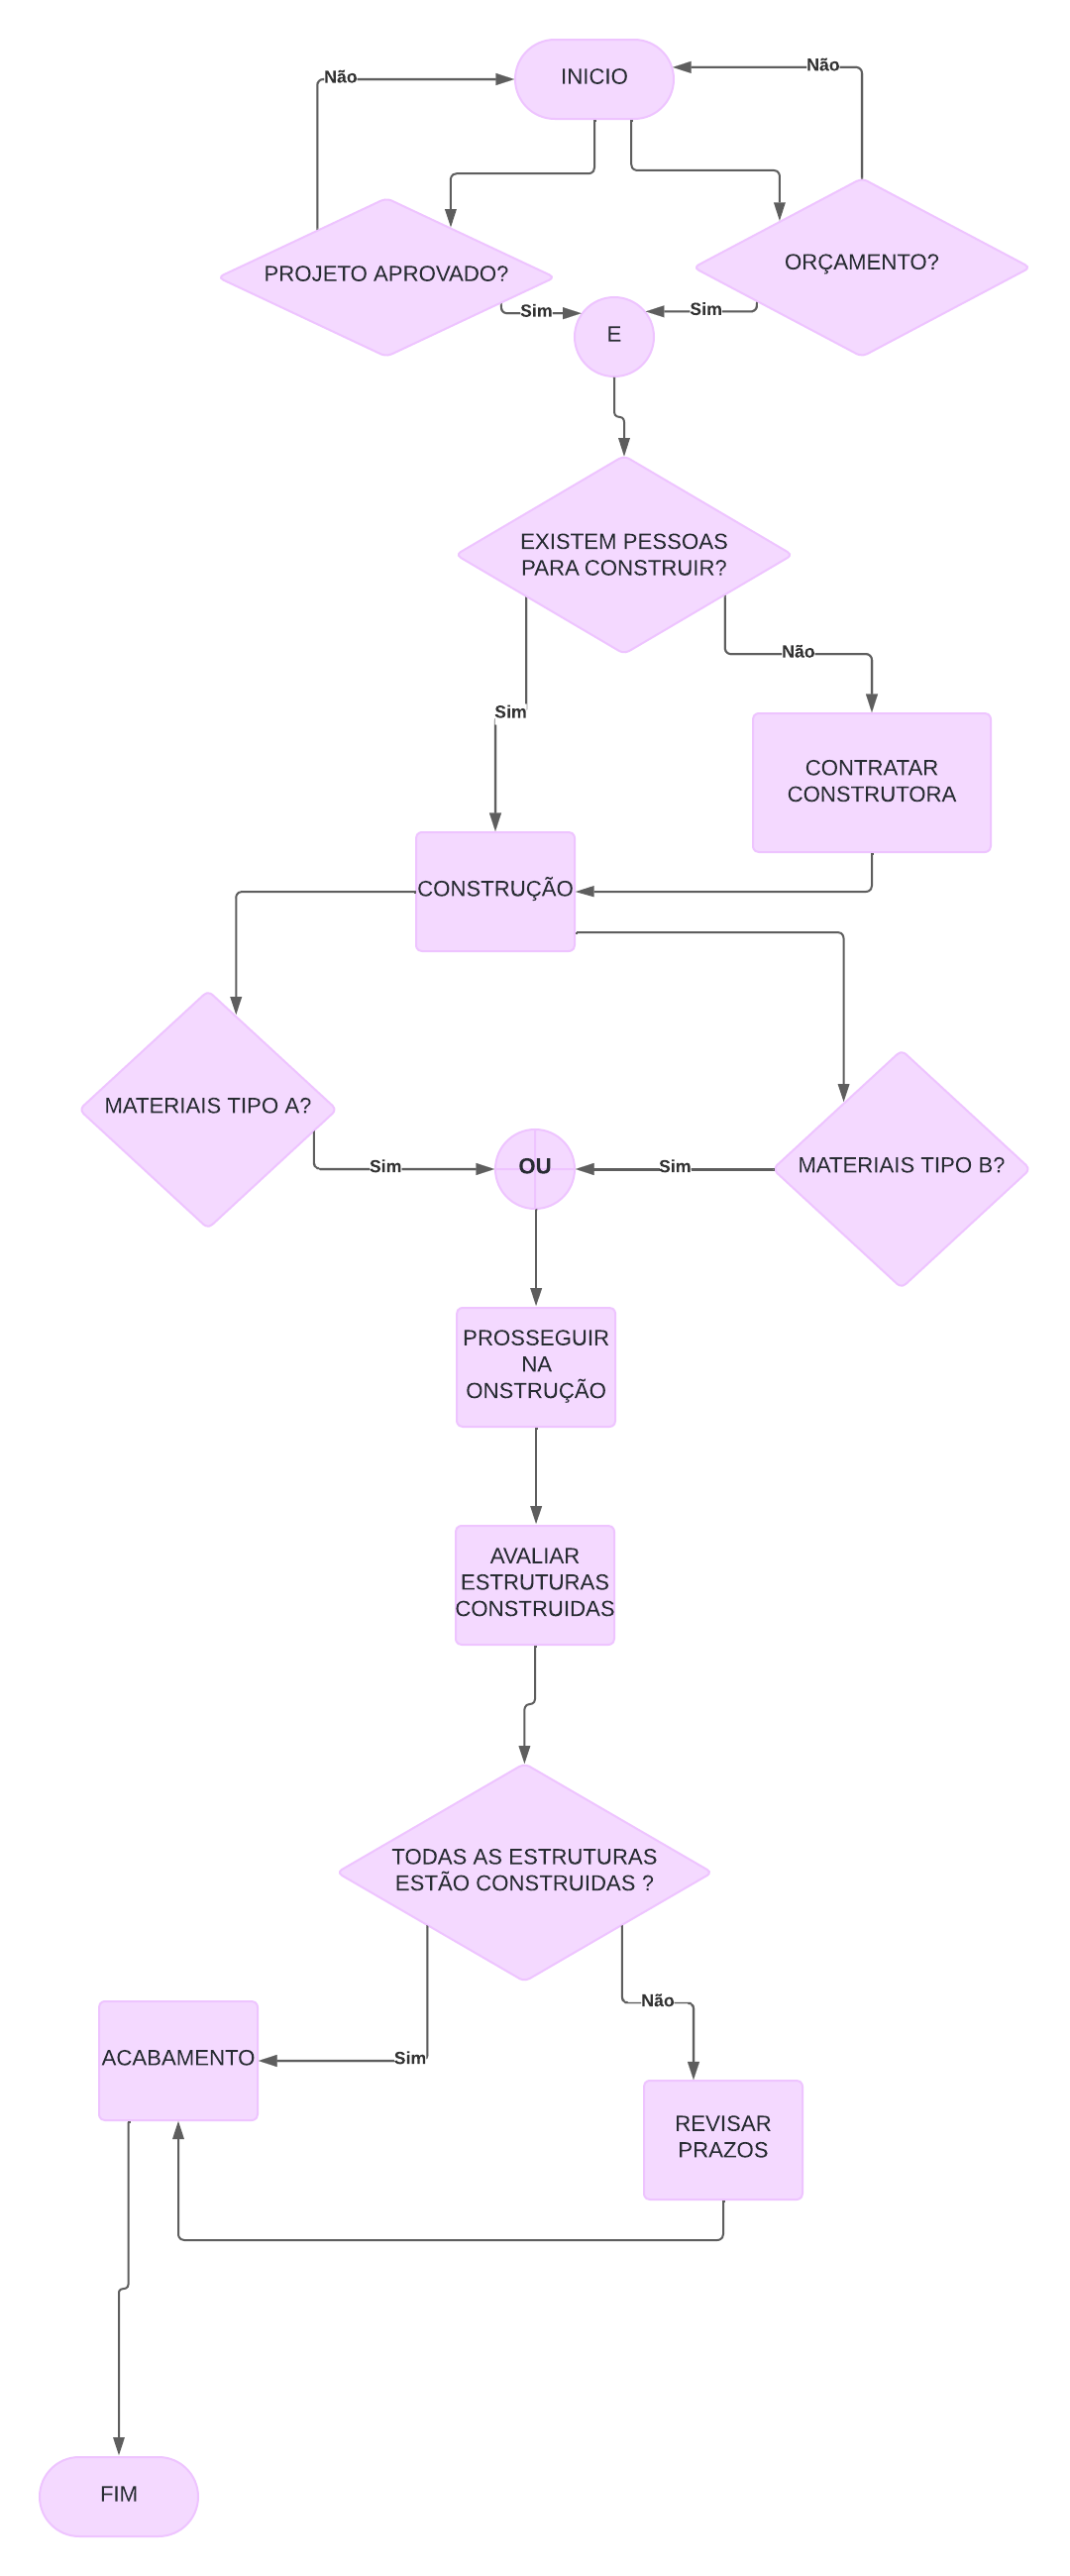 INICIO
Não
Não
PROJETO APROVADO?
ORÇAMENTO?
Sim
Sim
E
EXISTEM PESSOAS
PARA CONSTRUIR?
Não
Sim
CONTRATAR
CONSTRUTORA
CONSTRUÇÃO
MATERIAIS TIPO A?
MATERIAIS TIPO B?
Sim
OU
Sim
PROSSEGUIR
NA
ONSTRUÇÃO
AVALIAR
ESTRUTURAS
CONSTRUIDAS
TODAS AS ESTRUTURAS
ESTÃO CONSTRUIDAS ?
Não
Sim
ACABAMENTO
REVISAR
PRAZOS
FIM